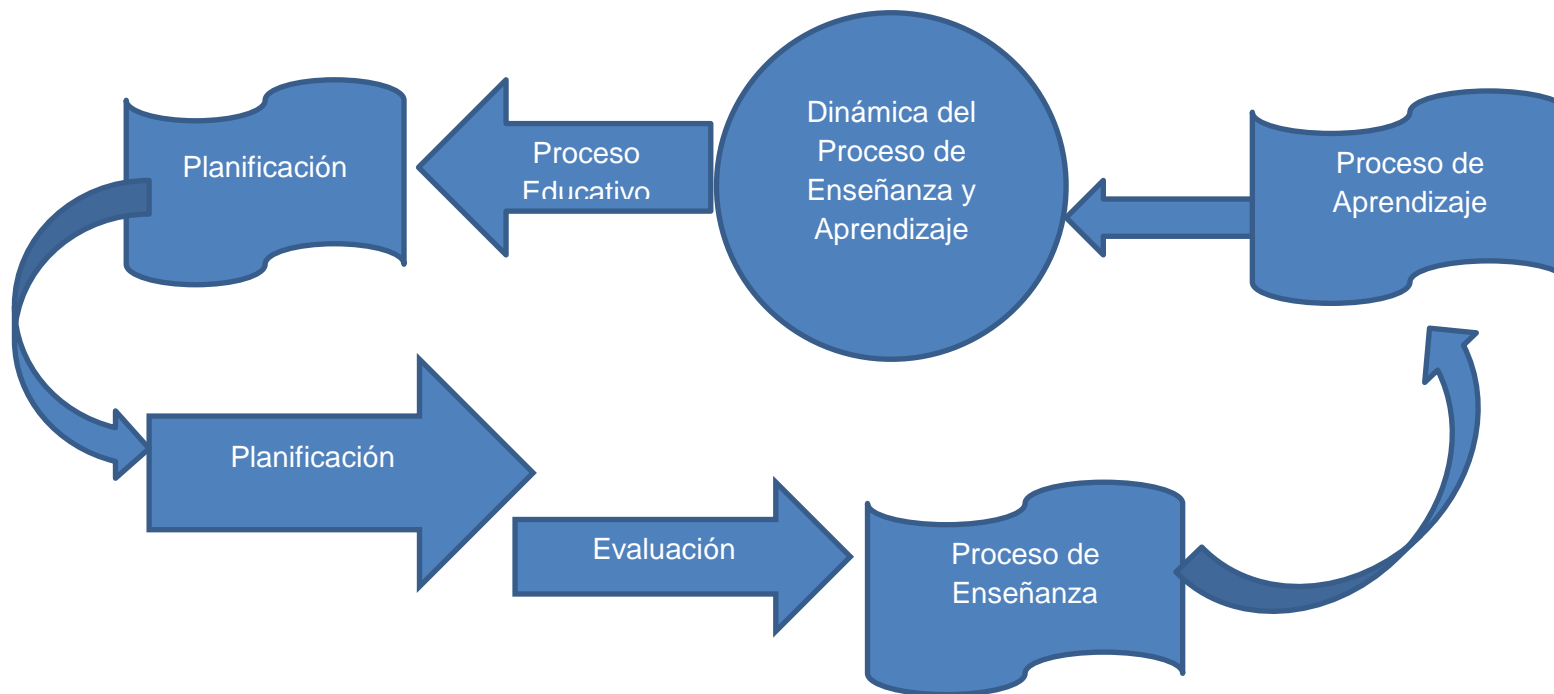 Planificación
Proceso
Educativo
Dinámica del
Proceso de
Enseñanza y
Aprendizaje
Proceso de
Aprendizaje
Planificación
Evaluación
Proceso de
Enseñanza